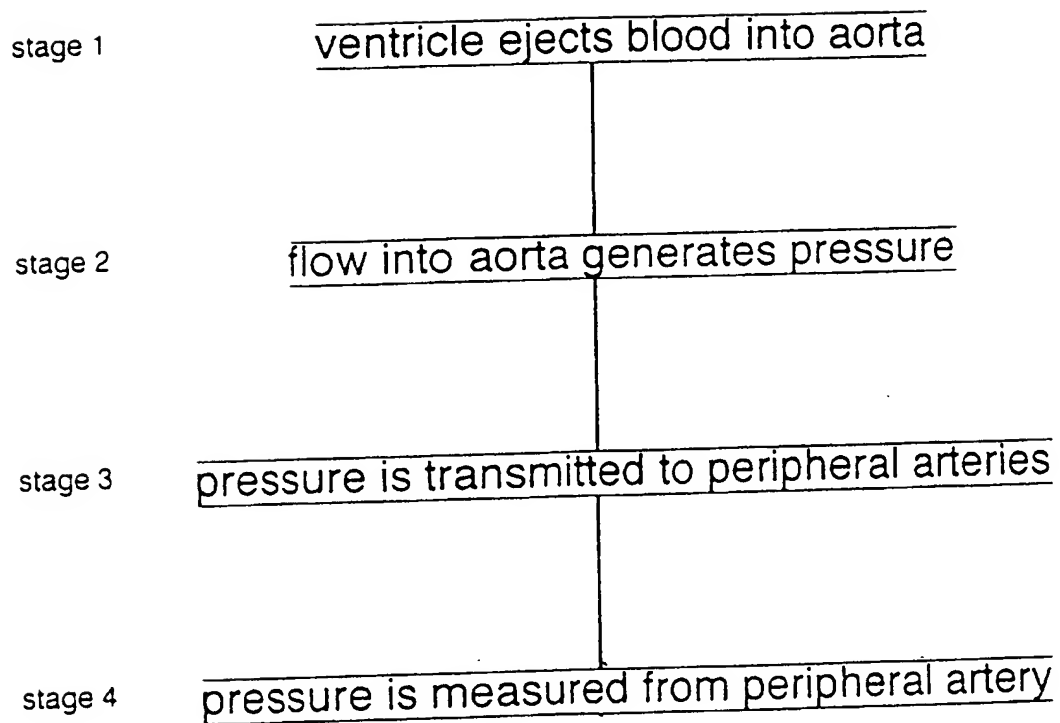 stage 1 ventricle ejects blood into aorta
stage 2 flow into aorta generates pressure
stage 3 pressure is transmitted to peripheral arteries
stage 4 pressure is measured from peripheral artery